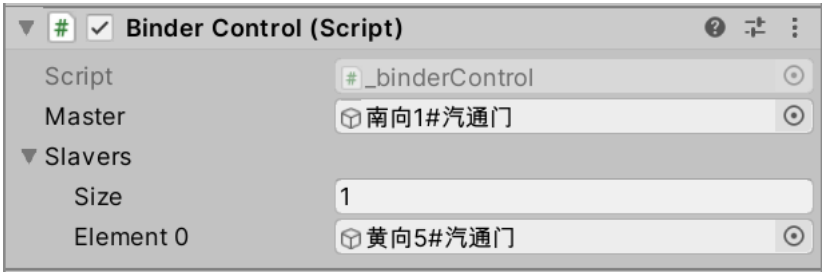 # Binder Control (Script)
Script # _binderControl
Master 南向1#汽通门
Slavers
Size 1
Element 0 黄向5#汽通门